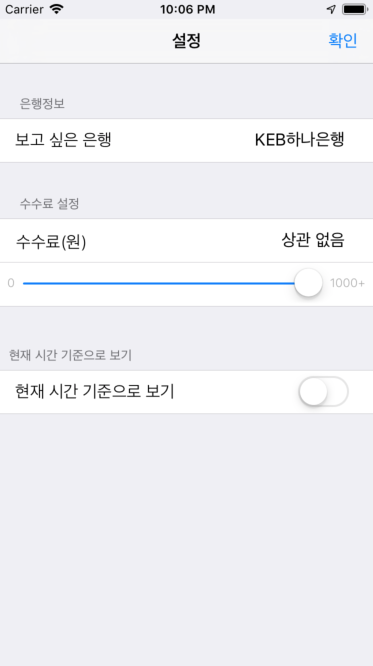 Carrier 10:06 PM
설정 확인
은행정보
보고 싶은 은행 KEB하나은행
수수료 설정
수수료(원) 상관 없음
0 1000+
현재 시간 기준으로 보기
현재 시간 기준으로 보기